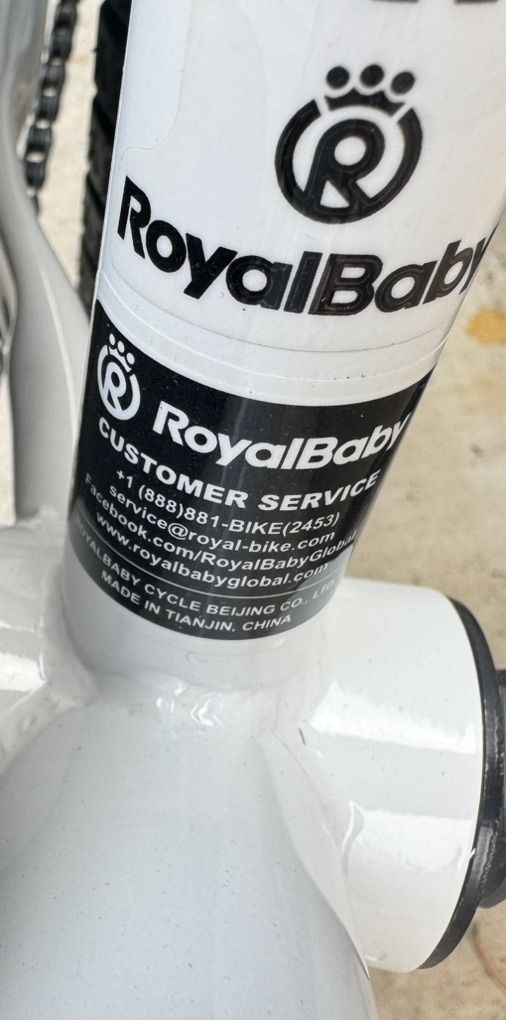 R
RoyalBaby
R RoyalBaby
CUSTOMER SERVICE
+1 (888)881-BIKE(2453)
service@royal-bike.com
Facebook.com/RoyalBabyGlobal
www.royalbabyglobal.com
ROYALBABY CYCLE BEIJING CO., LTD
MADE IN TIANJIN, CHINA